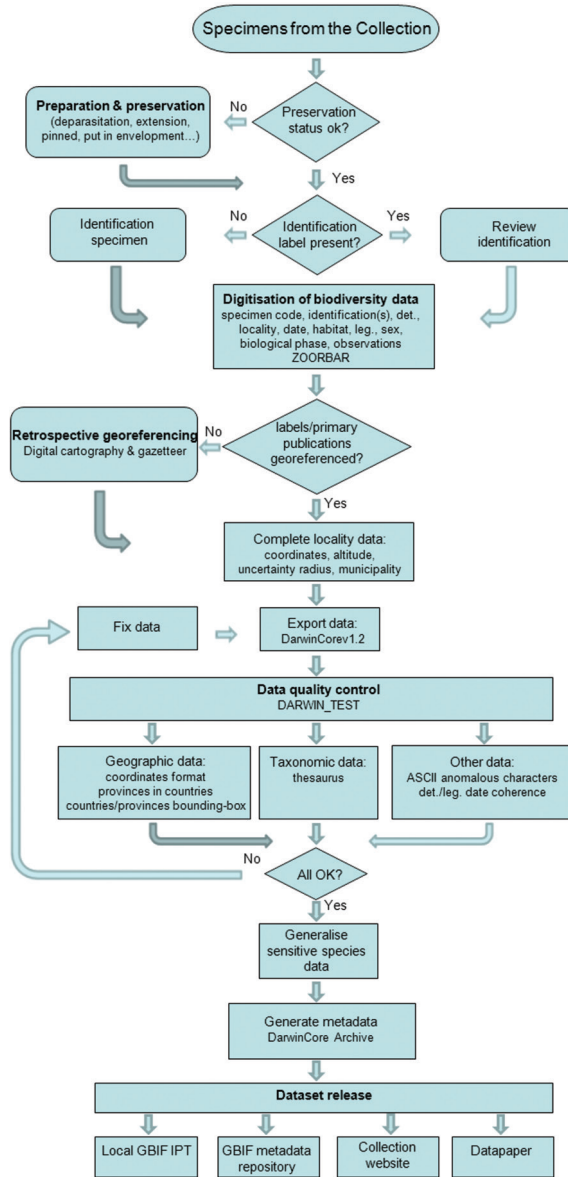 Specimens from the Collection
Preparation & preservation
(deparasitation, extension,
pinned, put in envelopment…)
No
Preservation
status ok?
Yes
Identification
specimen
No
Identification
label present?
Yes
Review
identification
Digitisation of biodiversity data
specimen code, identification(s), det.,
locality, date, habitat, leg., sex,
biological phase, observations
ZOORBAR
Retrospective georeferencing
Digital cartography & gazetteer
No
labels/primary
publications
georeferenced?
Yes
Complete locality data:
coordinates, altitude,
uncertainty radius, municipality
Fix data
Export data:
DarwinCorev1.2
Data quality control
DARWIN_TEST
Geographic data:
coordinates format
provinces in countries
countries/provinces bounding-box
Taxonomic data:
thesaurus
Other data:
ASCII anomalous characters
det./leg. date coherence
No
All OK?
Yes
Generalise
sensitive species
data
Generate metadata
DarwinCore Archive
Dataset release
Local GBIF IPT
GBIF metadata
repository
Collection
website
Datapaper